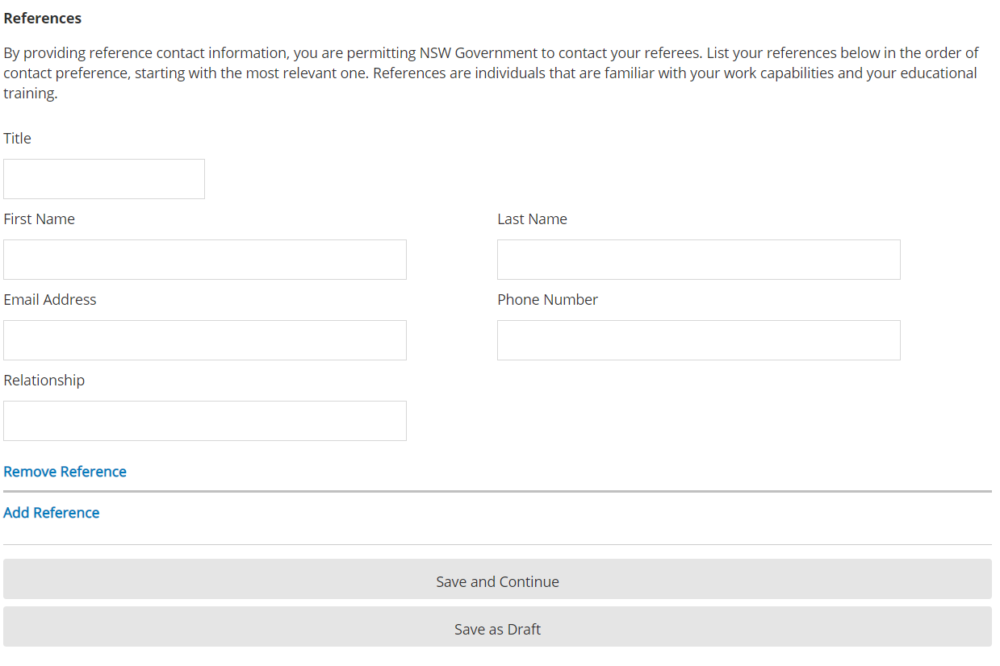 References
By providing reference contact information, you are permitting NSW Government to contact your referees. List your references below in the order of
contact preference, starting with the most relevant one. References are individuals that are familiar with your work capabilities and your educational
training.
Title
First Name
Last Name
Email Address
Phone Number
Relationship
Remove Reference
Add Reference
Save and Continue
Save as Draft